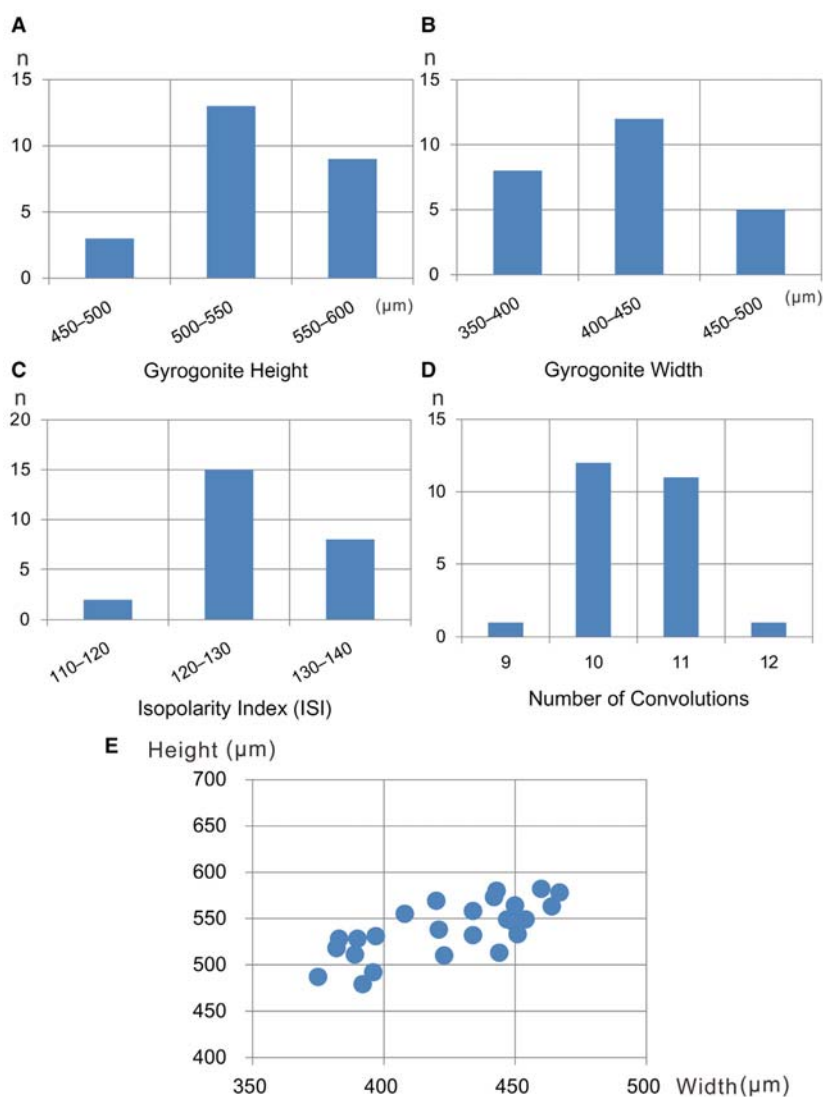 A
n
15
10
5
0
450–500
500–550
550–600
(µm)
Gyrogonite Height
B
n
15
10
5
0
350–400
400–450
450–500
(µm)
Gyrogonite Width
C
n
20
15
10
5
0
110–120
120–130
130–140
Isopolarity Index (ISI)
D
n
15
10
5
0
9 10 11 12
Number of Convolutions
E Height (µm)
700
650
600
550
500
450
400
350 400 450 500 Width(µm)